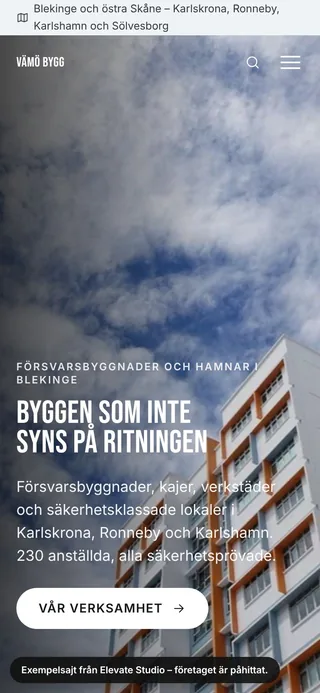 Blekinge och östra Skåne – Karlskrona, Ronneby,
Karlshamn och Sölvesborg
VÄMÖ BYGG
FÖRSVARSBYGGNADER OCH HAMNAR I
BLEKINGE
BYGGEN SOM INTE
SYNS PÅ RITNINGEN
Försvarsbyggnader, kajer, verkstäder
och säkerhetsklassade lokaler i
Karlskrona, Ronneby och Karlshamn.
230 anställda, alla säkerhetsprövade.
VÅR VERKSAMHET →
Exempelsajt från Elevate Studio – företaget är påhittat.